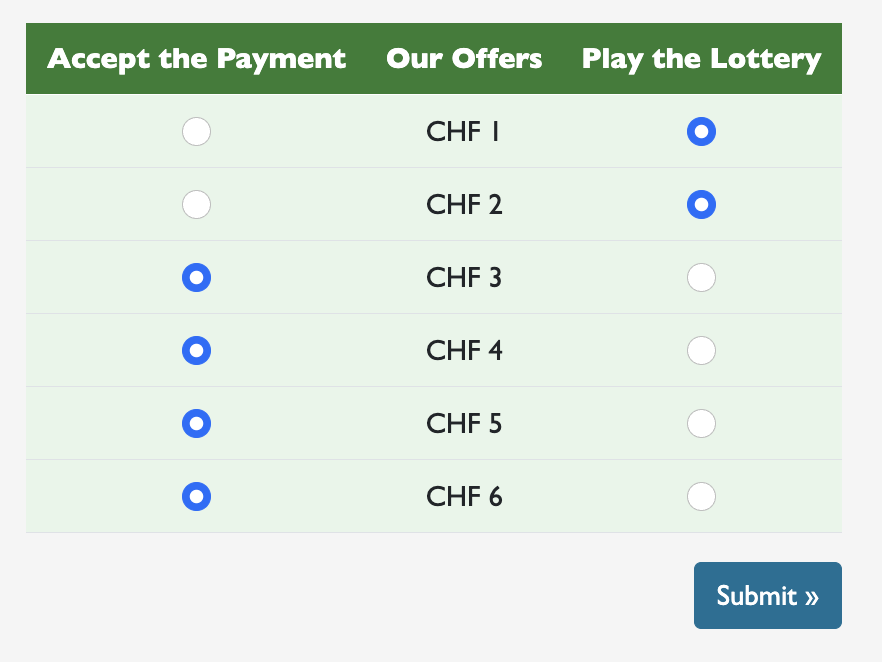 Accept the Payment Our Offers Play the Lottery
CHF 1
CHF 2
CHF 3
CHF 4
CHF 5
CHF 6
Submit »